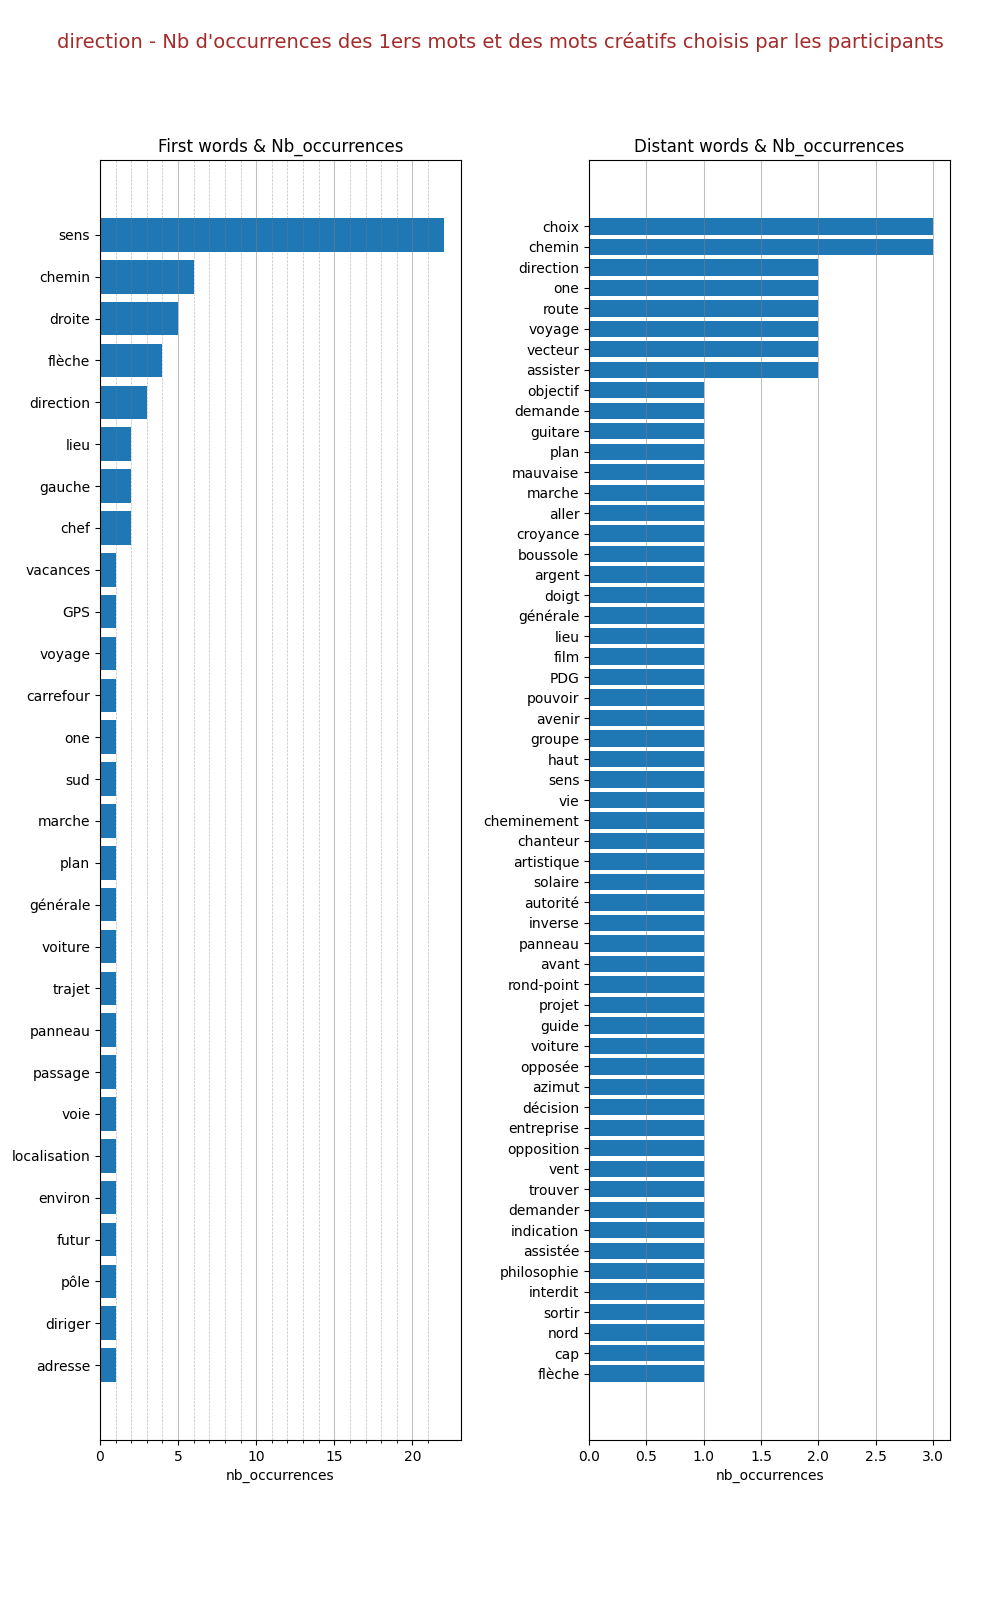 direction - Nb d'occurrences des 1ers mots et des mots créatifs choisis par les participants
First words & Nb_occurrences
sens
chemin
droite
flèche
direction
lieu
gauche
chef
vacances
GPS
voyage
carrefour
one
sud
marche
plan
générale
voiture
trajet
panneau
passage
voie
localisation
environ
futur
pôle
diriger
adresse
0 5 10 15 20
nb_occurrences
Distant words & Nb_occurrences
choix
chemin
direction
one
route
voyage
vecteur
assister
objectif
demande
guitare
plan
mauvaise
marche
aller
croyance
boussole
argent
doigt
générale
lieu
film
PDG
pouvoir
avenir
groupe
haut
sens
vie
cheminement
chanteur
artistique
solaire
autorité
inverse
panneau
avant
rond-point
projet
guide
voiture
opposée
azimut
décision
entreprise
opposition
vent
trouver
demander
indication
assistée
philosophie
interdit
sortir
nord
cap
flèche
0.0 0.5 1.0 1.5 2.0 2.5 3.0
nb_occurrences